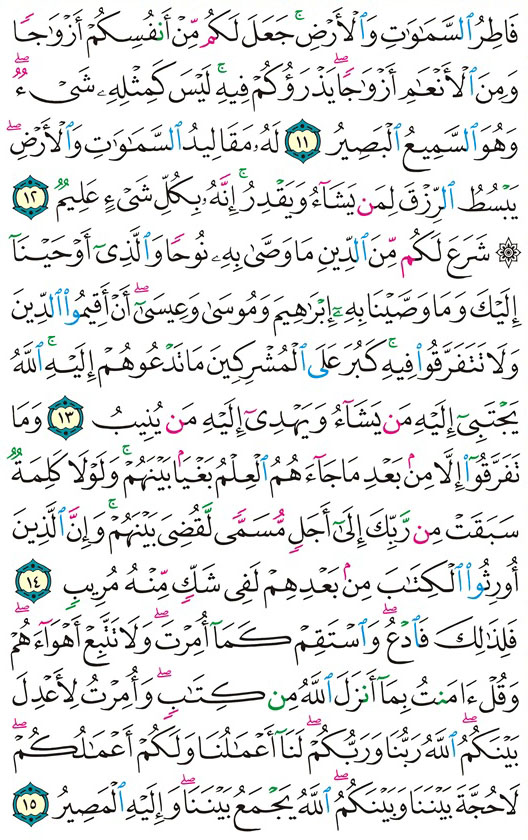 فَاطِرُ ٱلسَّمَٰوَٰتِ وَٱلْأَرْضِ ۚ جَعَلَ لَكُم مِّنْ أَنفُسِكُمْ أَزْوَٰجًا
وَمِنَ ٱلْأَنْعَٰمِ أَزْوَٰجًا ۖ يَذْرَؤُكُمْ فِيهِ ۚ لَيْسَ كَمِثْلِهِۦ شَىْءٌ ۖ
وَهُوَ ٱلسَّمِيعُ ٱلْبَصِيرُ ١١ لَهُۥ مَقَالِيدُ ٱلسَّمَٰوَٰتِ وَٱلْأَرْضِ ۖ
يَبْسُطُ ٱلرِّزْقَ لِمَن يَشَآءُ وَيَقْدِرُ ۚ إِنَّهُۥ بِكُلِّ شَىْءٍ عَلِيمٌ ١٢
۞ شَرَعَ لَكُم مِّنَ ٱلدِّينِ مَا وَصَّىٰ بِهِۦ نُوحًا وَٱلَّذِىٓ أَوْحَيْنَآ
إِلَيْكَ وَمَا وَصَّيْنَا بِهِۦٓ إِبْرَٰهِيمَ وَمُوسَىٰ وَعِيسَىٰٓ ۖ أَنْ أَقِيمُوا۟ ٱلدِّينَ
وَلَا تَتَفَرَّقُوا۟ فِيهِ ۚ كَبُرَ عَلَى ٱلْمُشْرِكِينَ مَا تَدْعُوهُمْ إِلَيْهِ ۚ ٱللَّهُ
يَجْتَبِىٓ إِلَيْهِ مَن يَشَآءُ وَيَهْدِىٓ إِلَيْهِ مَن يُنِيبُ ١٣ وَمَا
تَفَرَّقُوٓا۟ إِلَّا مِنۢ بَعْدِ مَا جَآءَهُمُ ٱلْعِلْمُ بَغْيًۢا بَيْنَهُمْ ۚ وَلَوْلَا كَلِمَةٌ
سَبَقَتْ مِن رَّبِّكَ إِلَىٰٓ أَجَلٍ مُّسَمًّى لَّقُضِىَ بَيْنَهُمْ ۚ وَإِنَّ ٱلَّذِينَ
أُورِثُوا۟ ٱلْكِتَٰبَ مِنۢ بَعْدِهِمْ لَفِى شَكٍّ مِّنْهُ مُرِيبٍ ١٤
فَلِذَٰلِكَ فَٱدْعُ ۖ وَٱسْتَقِمْ كَمَآ أُمِرْتَ ۖ وَلَا تَتَّبِعْ أَهْوَآءَهُمْ ۖ
وَقُلْ ءَامَنتُ بِمَآ أَنزَلَ ٱللَّهُ مِن كِتَٰبٍ ۖ وَأُمِرْتُ لِأَعْدِلَ
بَيْنَكُمُ ۖ ٱللَّهُ رَبُّنَا وَرَبُّكُمْ ۖ لَنَآ أَعْمَٰلُنَا وَلَكُمْ أَعْمَٰلُكُمْ ۖ
لَا حُجَّةَ بَيْنَنَا وَبَيْنَكُمُ ۖ ٱللَّهُ يَجْمَعُ بَيْنَنَا ۖ وَإِلَيْهِ ٱلْمَصِيرُ ١٥